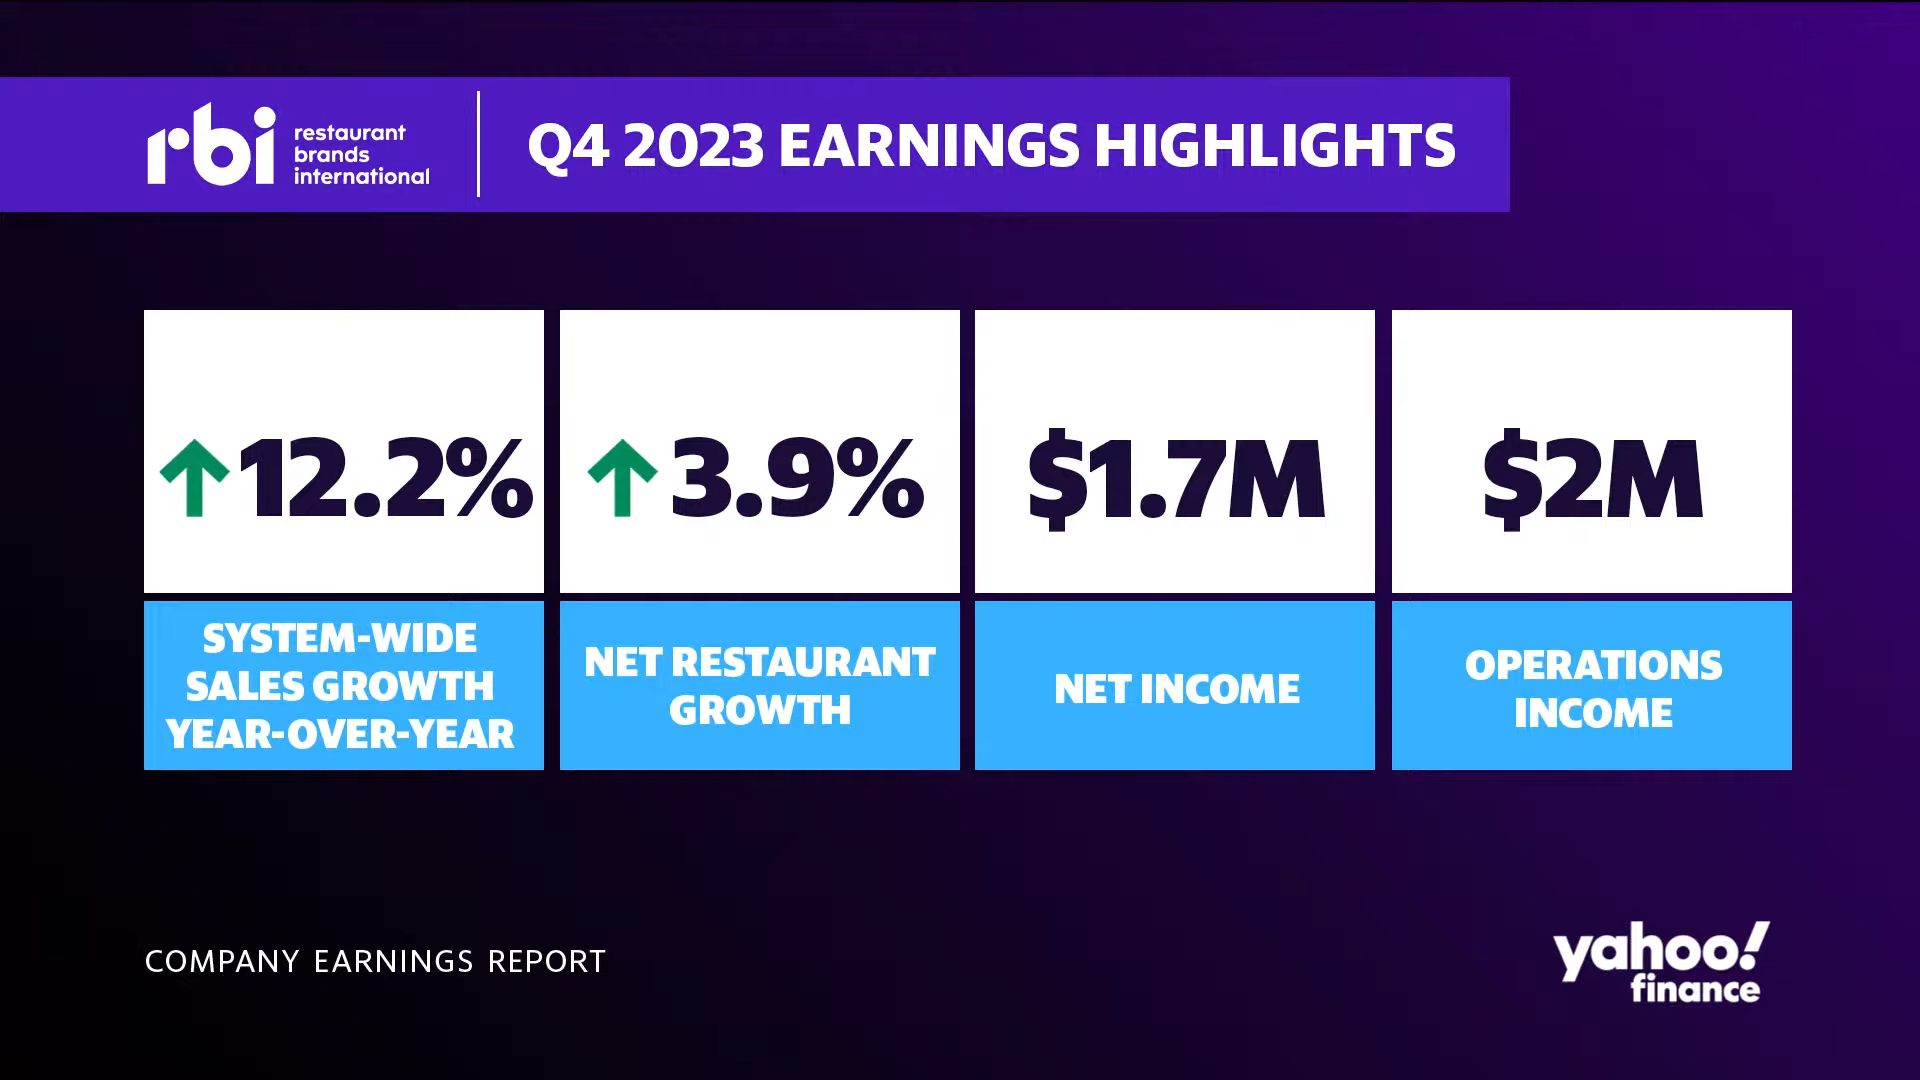 rbi
restaurant
brands
international
Q4 2023 EARNINGS HIGHLIGHTS
12.2%
SYSTEM-WIDE
SALES GROWTH
YEAR-OVER-YEAR
3.9%
NET RESTAURANT
GROWTH
$1.7M
NET INCOME
$2M
OPERATIONS
INCOME
COMPANY EARNINGS REPORT
yahoo!
finance